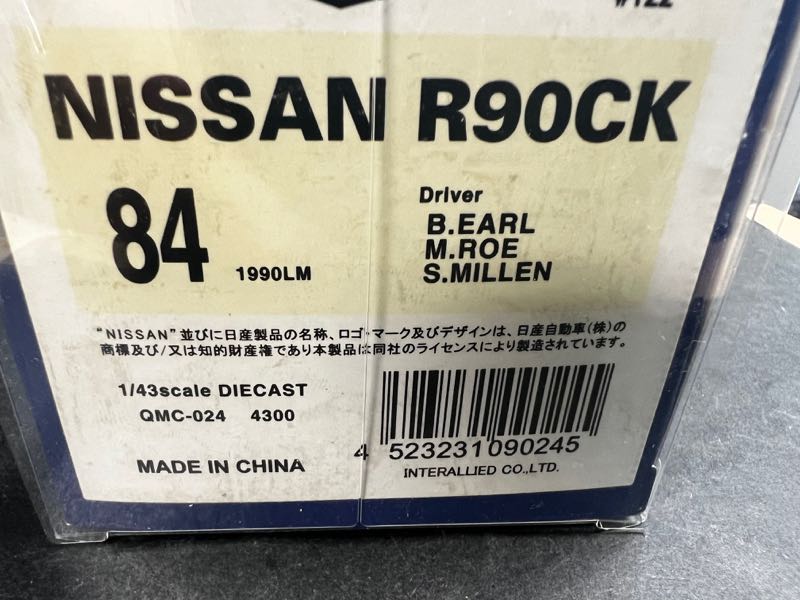 #122
NISSAN R90CK
84 1990LM
Driver
B.EARL
M.ROE
S.MILLEN
"NISSAN"並びに日産製品の名称、ロゴ・マーク及びデザインは、日産自動車(株)の
商標及び/又は知的財産権であり本製品は同社のライセンスにより製造されています。
1/43scale DIECAST
QMC-024 4300
4 523231 090245
MADE IN CHINA
INTERALLIED CO.,LTD.